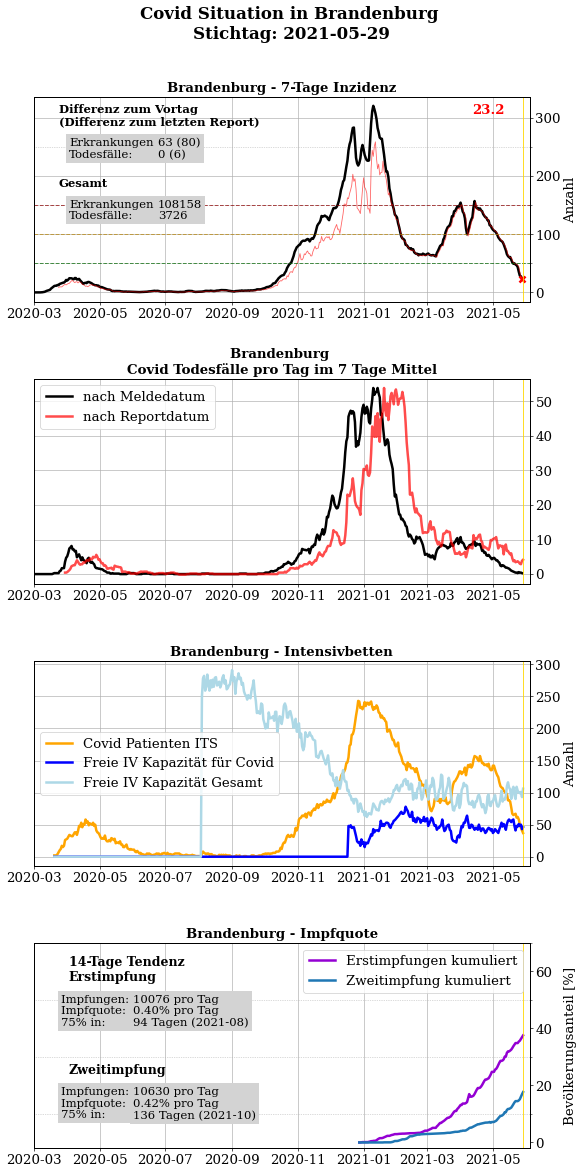 Covid Situation in Brandenburg
Stichtag: 2021-05-29
Brandenburg - 7-Tage Inzidenz
Differenz zum Vortag
(Differenz zum letzten Report)
Erkrankungen 63 (80)
Todesfälle: 0 (6)
Gesamt
Erkrankungen 108158
Todesfälle: 3726
23.2
300
200
100
0
Anzahl
2020-03 2020-05 2020-07 2020-09 2020-11 2021-01 2021-03 2021-05
Brandenburg
Covid Todesfälle pro Tag im 7 Tage Mittel
nach Meldedatum
nach Reportdatum
50
40
30
20
10
0
2020-03 2020-05 2020-07 2020-09 2020-11 2021-01 2021-03 2021-05
Brandenburg - Intensivbetten
Covid Patienten ITS
Freie IV Kapazität für Covid
Freie IV Kapazität Gesamt
300
250
200
150
100
50
0
Anzahl
2020-03 2020-05 2020-07 2020-09 2020-11 2021-01 2021-03 2021-05
Brandenburg - Impfquote
14-Tage Tendenz
Erstimpfung
Impfungen: 10076 pro Tag
Impfquote: 0.40% pro Tag
75% in: 94 Tagen (2021-08)
Zweitimpfung
Impfungen: 10630 pro Tag
Impfquote: 0.42% pro Tag
75% in: 136 Tagen (2021-10)
Erstimpfungen kumuliert
Zweitimpfung kumuliert
60
40
20
0
Bevölkerungsanteil [%]
2020-03 2020-05 2020-07 2020-09 2020-11 2021-01 2021-03 2021-05